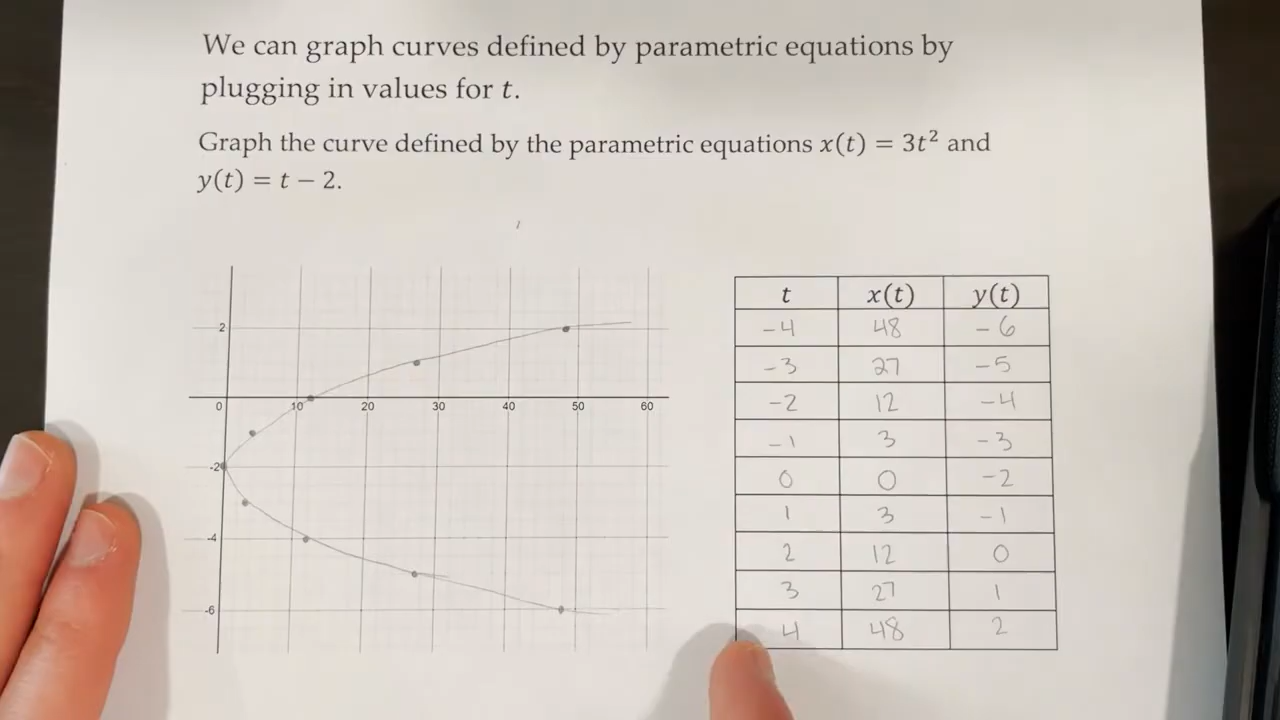 We can graph curves defined by parametric equations by
plugging in values for t.
Graph the curve defined by the parametric equations x(t) = 3t² and
y(t) = t − 2.
2
0 10 20 30 40 50 60
-2
-4
-6
t x(t) y(t)
-4 48 -6
-3 27 -5
-2 12 -4
-1 3 -3
0 0 -2
1 3 -1
2 12 0
3 27 1
4 48 2